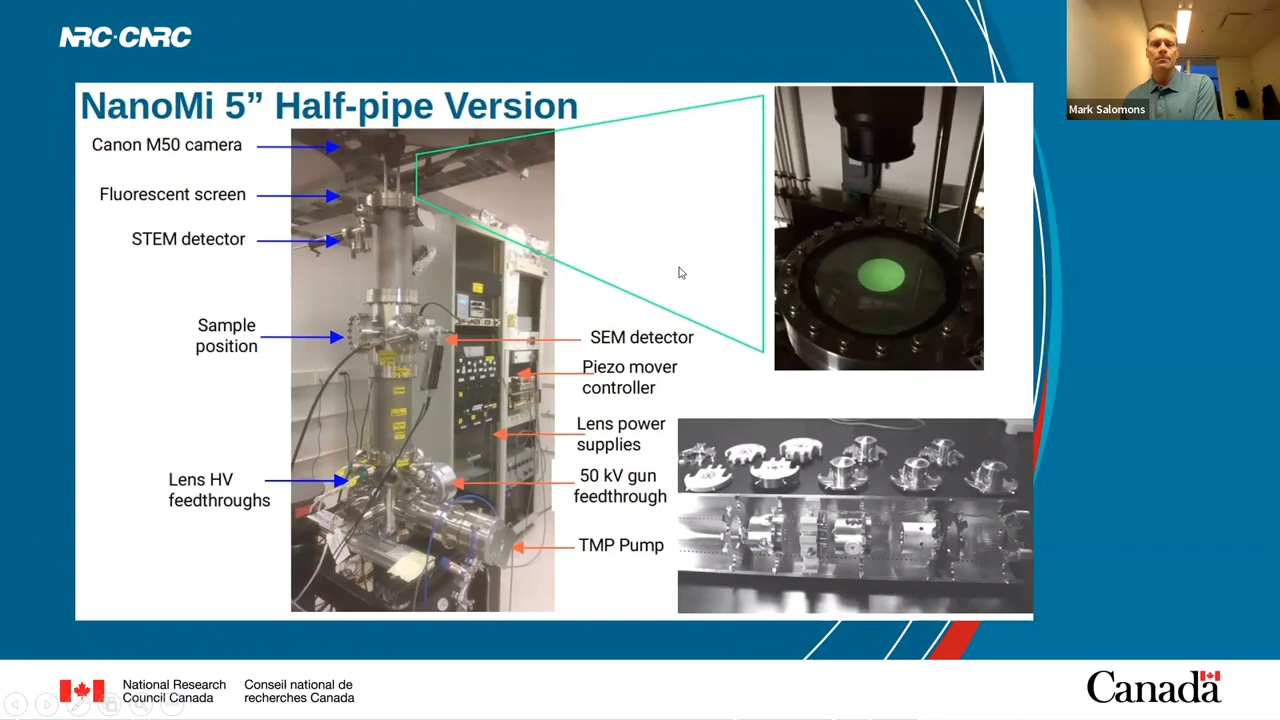 NRC·CNRC
Mark Salomons
NanoMi 5” Half-pipe Version
Canon M50 camera
Fluorescent screen
STEM detector
Sample
position
Lens HV
feedthroughs
SEM detector
Piezo mover
controller
Lens power
supplies
50 kV gun
feedthrough
TMP Pump
National Research
Council Canada
Conseil national de
recherches Canada
Canada